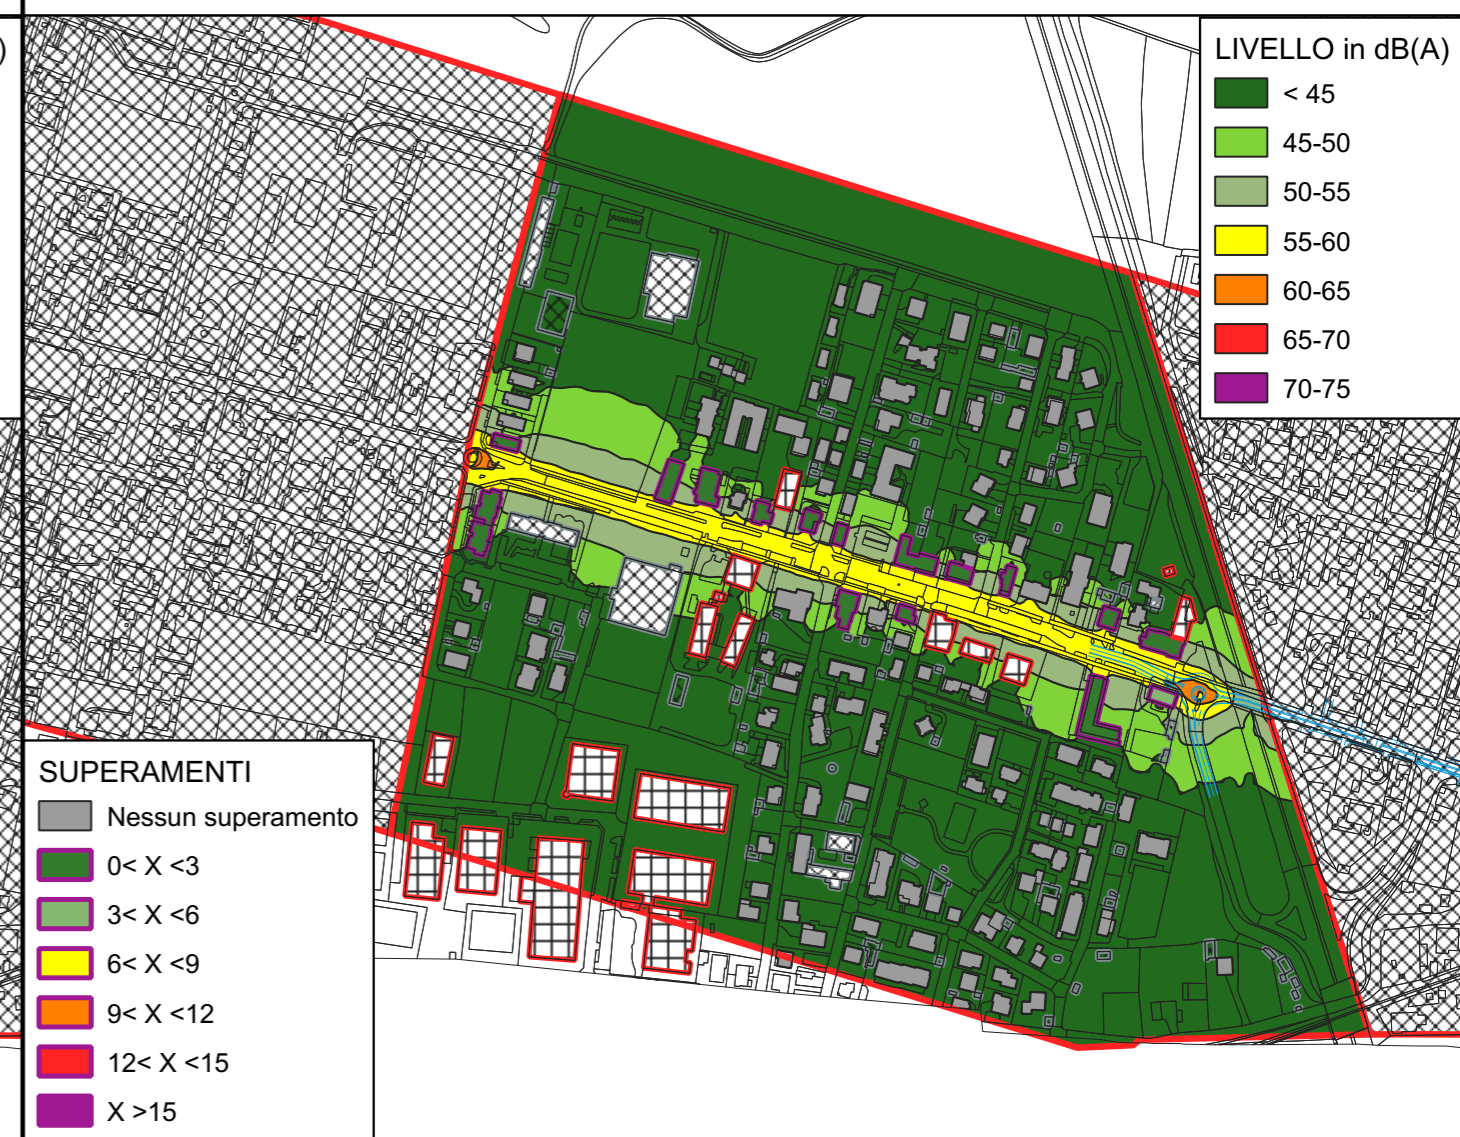 )
LIVELLO in dB(A)
< 45
45-50
50-55
55-60
60-65
65-70
70-75
SUPERAMENTI
Nessun superamento
0< X <3
3< X <6
6< X <9
9< X <12
12< X <15
X >15